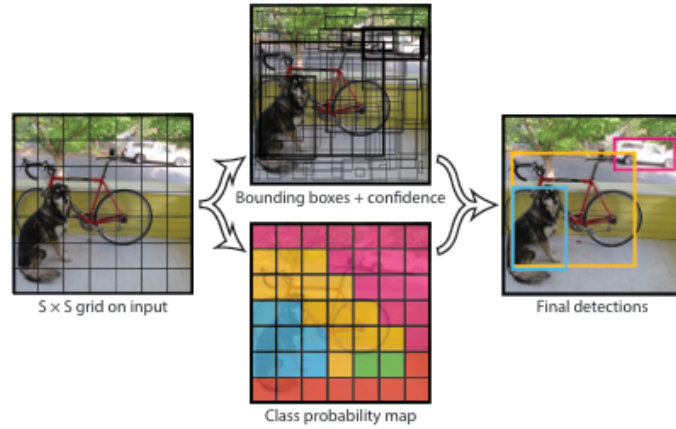 S × S grid on input
Bounding boxes + confidence
Class probability map
Final detections